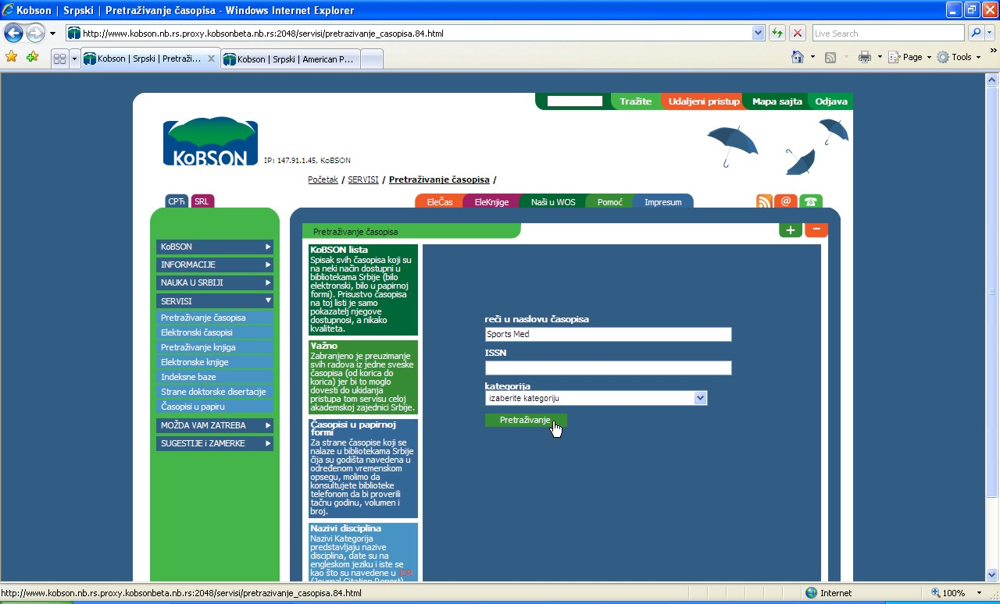 Kobson | Srpski | Pretraživanje časopisa - Windows Internet Explorer
http://www.kobson.nb.rs.proxy.kobsonbeta.nb.rs:2048/servisi/pretrazivanje_casopisa.84.html
Live Search
Kobson | Srpski | Pretraži...
Kobson | Srpski | American P...
Page
Tools
Tražite
Udaljeni pristup
Mapa sajta
Odjava
KoBSON
IP: 147.91.1.45, KoBSON
Početak / SERVISI / Pretraživanje časopisa /
СРЋ
SRL
EleČas
EleKnjige
Naši u WOS
Pomoć
Impresum
@
KoBSON
INFORMACIJE
NAUKA U SRBIJI
SERVISI
Pretraživanje časopisa
Elektronski časopisi
Pretraživanje knjiga
Elektronske knjige
Indeksne baze
Strane doktorske disertacije
Časopisi u papiru
MOŽDA VAM ZATREBA
SUGESTIJE i ZAMERKE
Pretraživanje časopisa
+
−
KoBSON lista
Spisak svih časopisa koji su
na neki način dostupni u
bibliotekama Srbije (bilo
elektronski, bilo u papirnoj
formi). Prisustvo časopisa
na toj listi je samo
pokazatelj njegove
dostupnosi, a nikako
kvaliteta.
Važno
Zabranjeno je preuzimanje
svih radova iz jedne sveske
časopisa (od korica do
korica) jer bi to moglo
dovesti do ukidanja
pristupa tom servisu celoj
akademskoj zajednici Srbije.
Časopisi u papirnoj
formi
Za strane časopise koji se
nalaze u bibliotekama Srbije
čija su godišta navedena u
određenom vremenskom
opsegu, molimo da
konsultujete biblioteke
telefonom da bi proverili
tačnu godinu, volumen i
broj.
Nazivi disciplina
Nazivi Kategorija
predstavljaju nazive
disciplina, date su na
engleskom jeziku i iste se
kao što su navedene u JCR
(Journal Citation Report)
reči u naslovu časopisa
Sports Med
ISSN
kategorija
izaberite kategoriju
Pretraživanje
http://www.kobson.nb.rs.proxy.kobsonbeta.nb.rs:2048/servisi/pretrazivanje_casopisa.84.html
Internet
100%